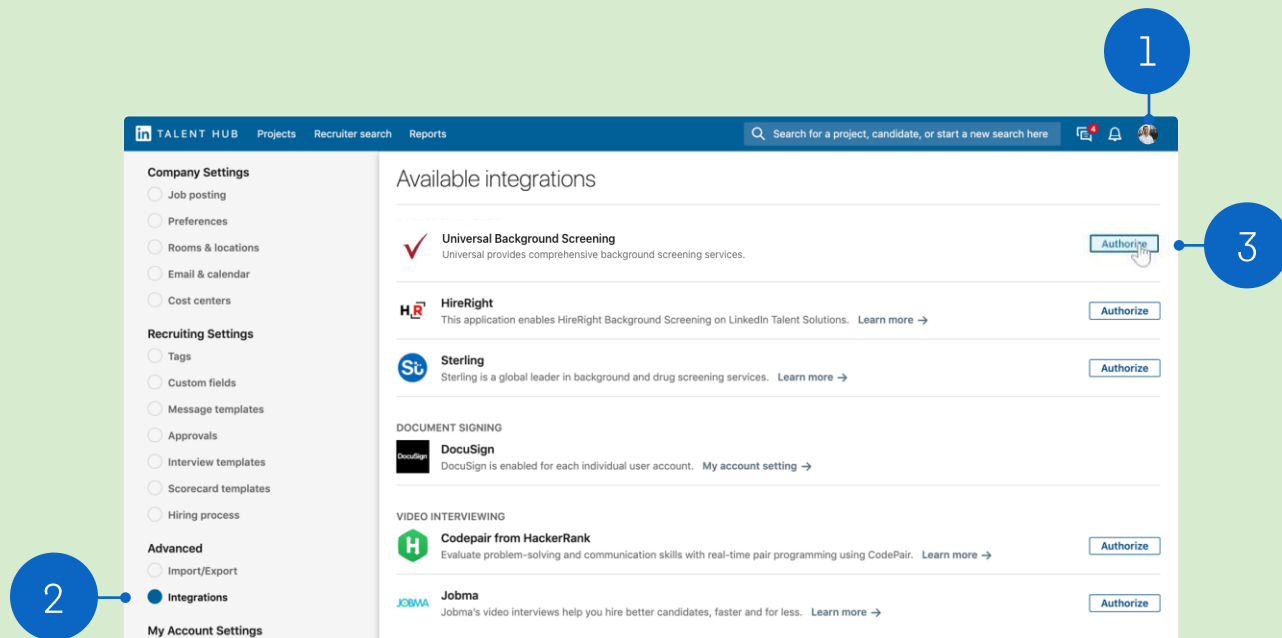 1
in TALENT HUB Projects Recruiter search Reports Search for a project, candidate, or start a new search here 4
Company Settings
Job posting
Preferences
Rooms & locations
Email & calendar
Cost centers
Recruiting Settings
Tags
Custom fields
Message templates
Approvals
Interview templates
Scorecard templates
Hiring process
Advanced
Import/Export
Integrations
2
My Account Settings
Available integrations
Universal Background Screening
Universal provides comprehensive background screening services.
Authorize
3
HR HireRight
This application enables HireRight Background Screening on LinkedIn Talent Solutions. Learn more →
Authorize
Sterling
Sterling is a global leader in background and drug screening services. Learn more →
Authorize
DOCUMENT SIGNING
DocuSign DocuSign
DocuSign is enabled for each individual user account. My account setting →
VIDEO INTERVIEWING
H Codepair from HackerRank
Evaluate problem-solving and communication skills with real-time pair programming using CodePair. Learn more →
Authorize
JOBMA Jobma
Jobma's video interviews help you hire better candidates, faster and for less. Learn more →
Authorize